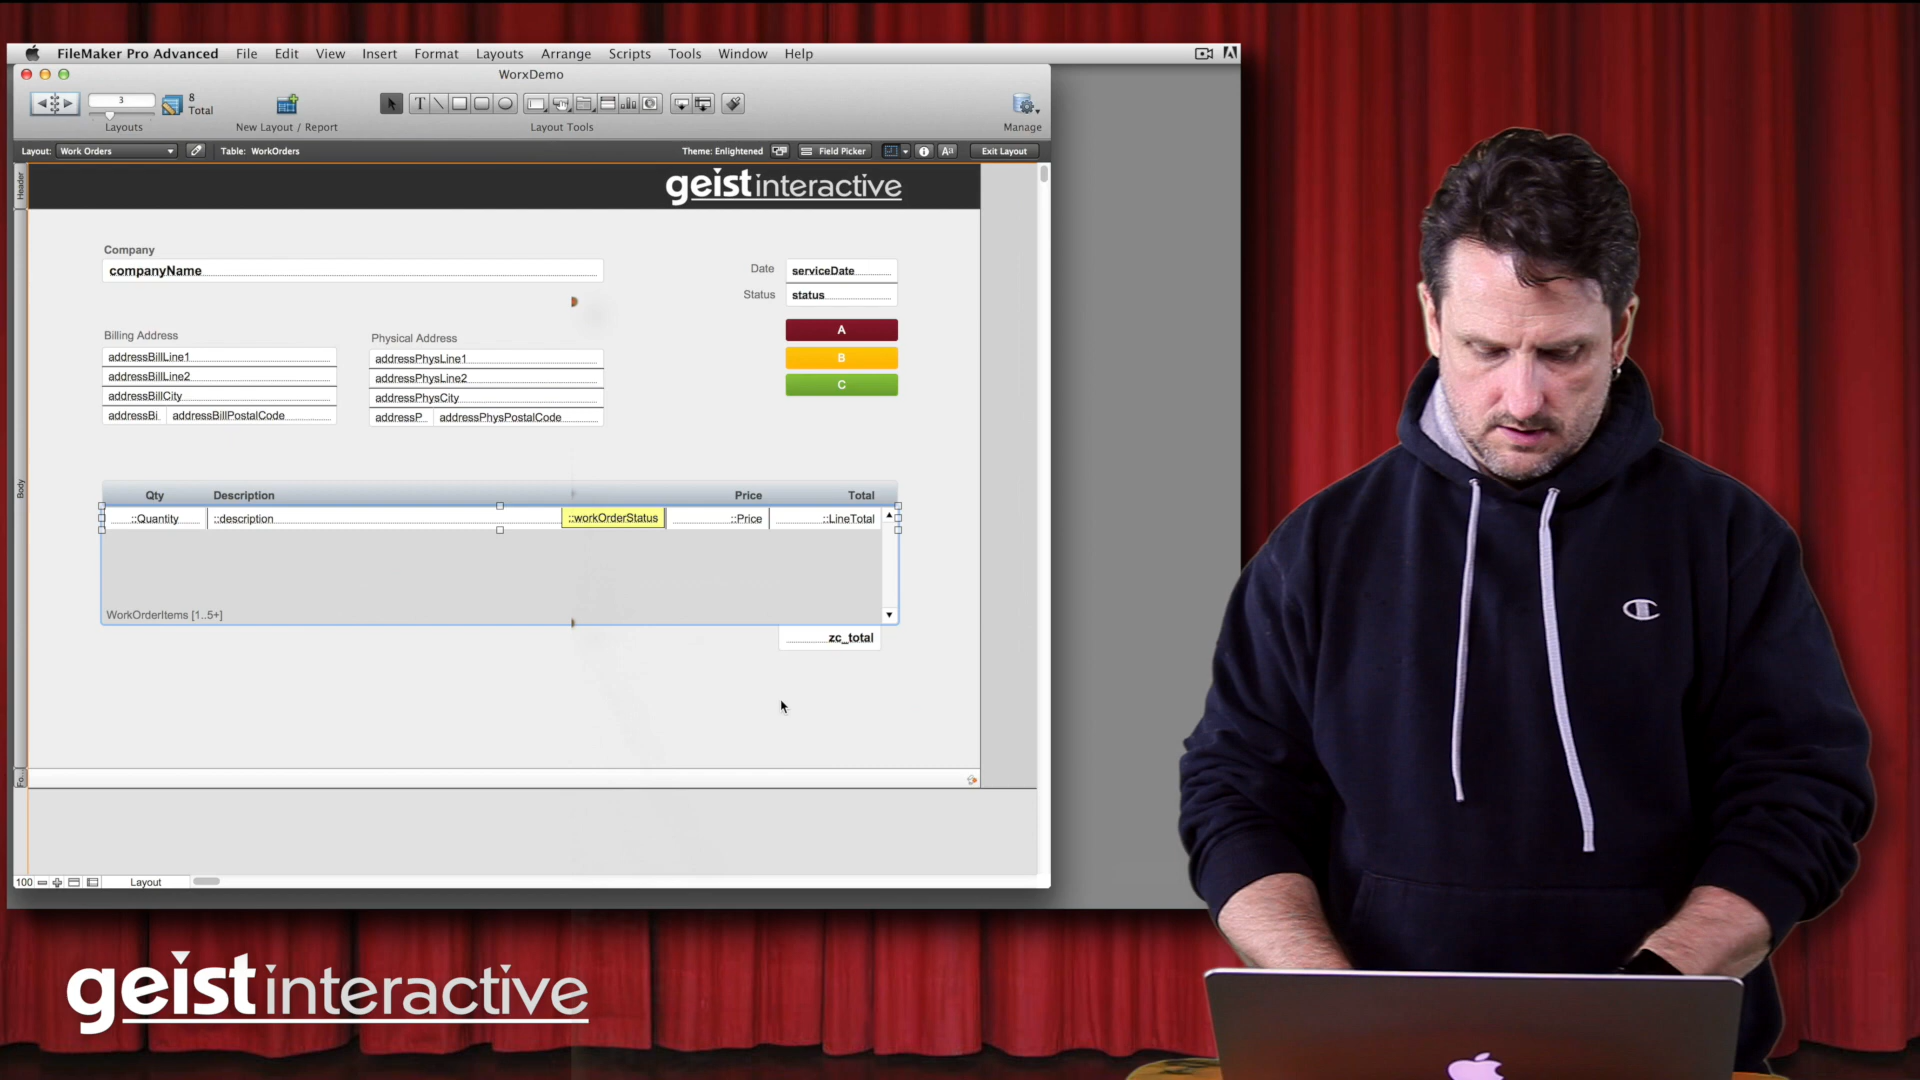 FileMaker Pro Advanced File Edit View Insert Format Layouts Arrange Scripts Tools Window Help
WorxDemo
3
8
Total
Layouts
New Layout / Report
T
Layout Tools
Manage
Layout: Work Orders
Table: WorkOrders
Theme: Enlightened
Field Picker
Aa
Exit Layout
Header
geistinteractive
Company
companyName
Date
serviceDate
Status
status
A
B
C
Billing Address
addressBillLine1
addressBillLine2
addressBillCity
addressBi
addressBillPostalCode
Physical Address
addressPhysLine1
addressPhysLine2
addressPhysCity
addressP
addressPhysPostalCode
Body
Qty Description Price Total
::Quantity ::description ::workOrderStatus ::Price ::LineTotal
WorkOrderItems [1..5+]
zc_total
Fo
100
Layout
geistinteractive